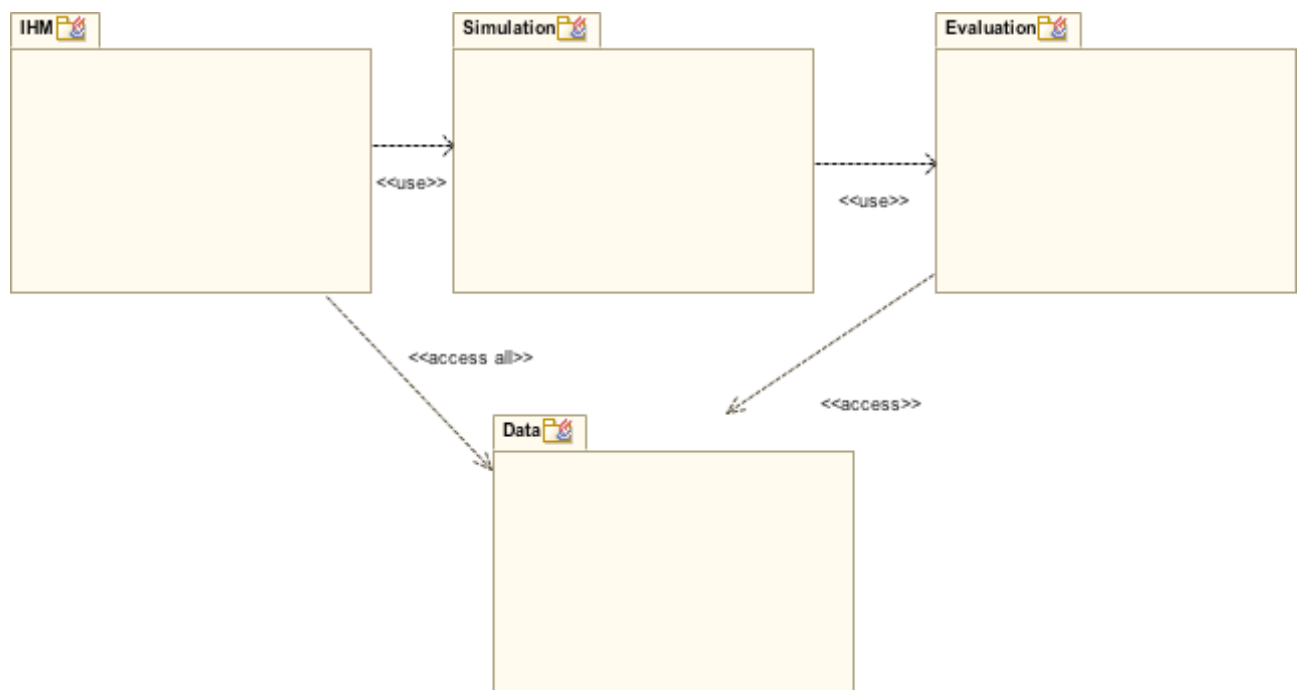 IHM
Simulation
Evaluation
<<use>>
<<use>>
<<access all>>
<<access>>
Data